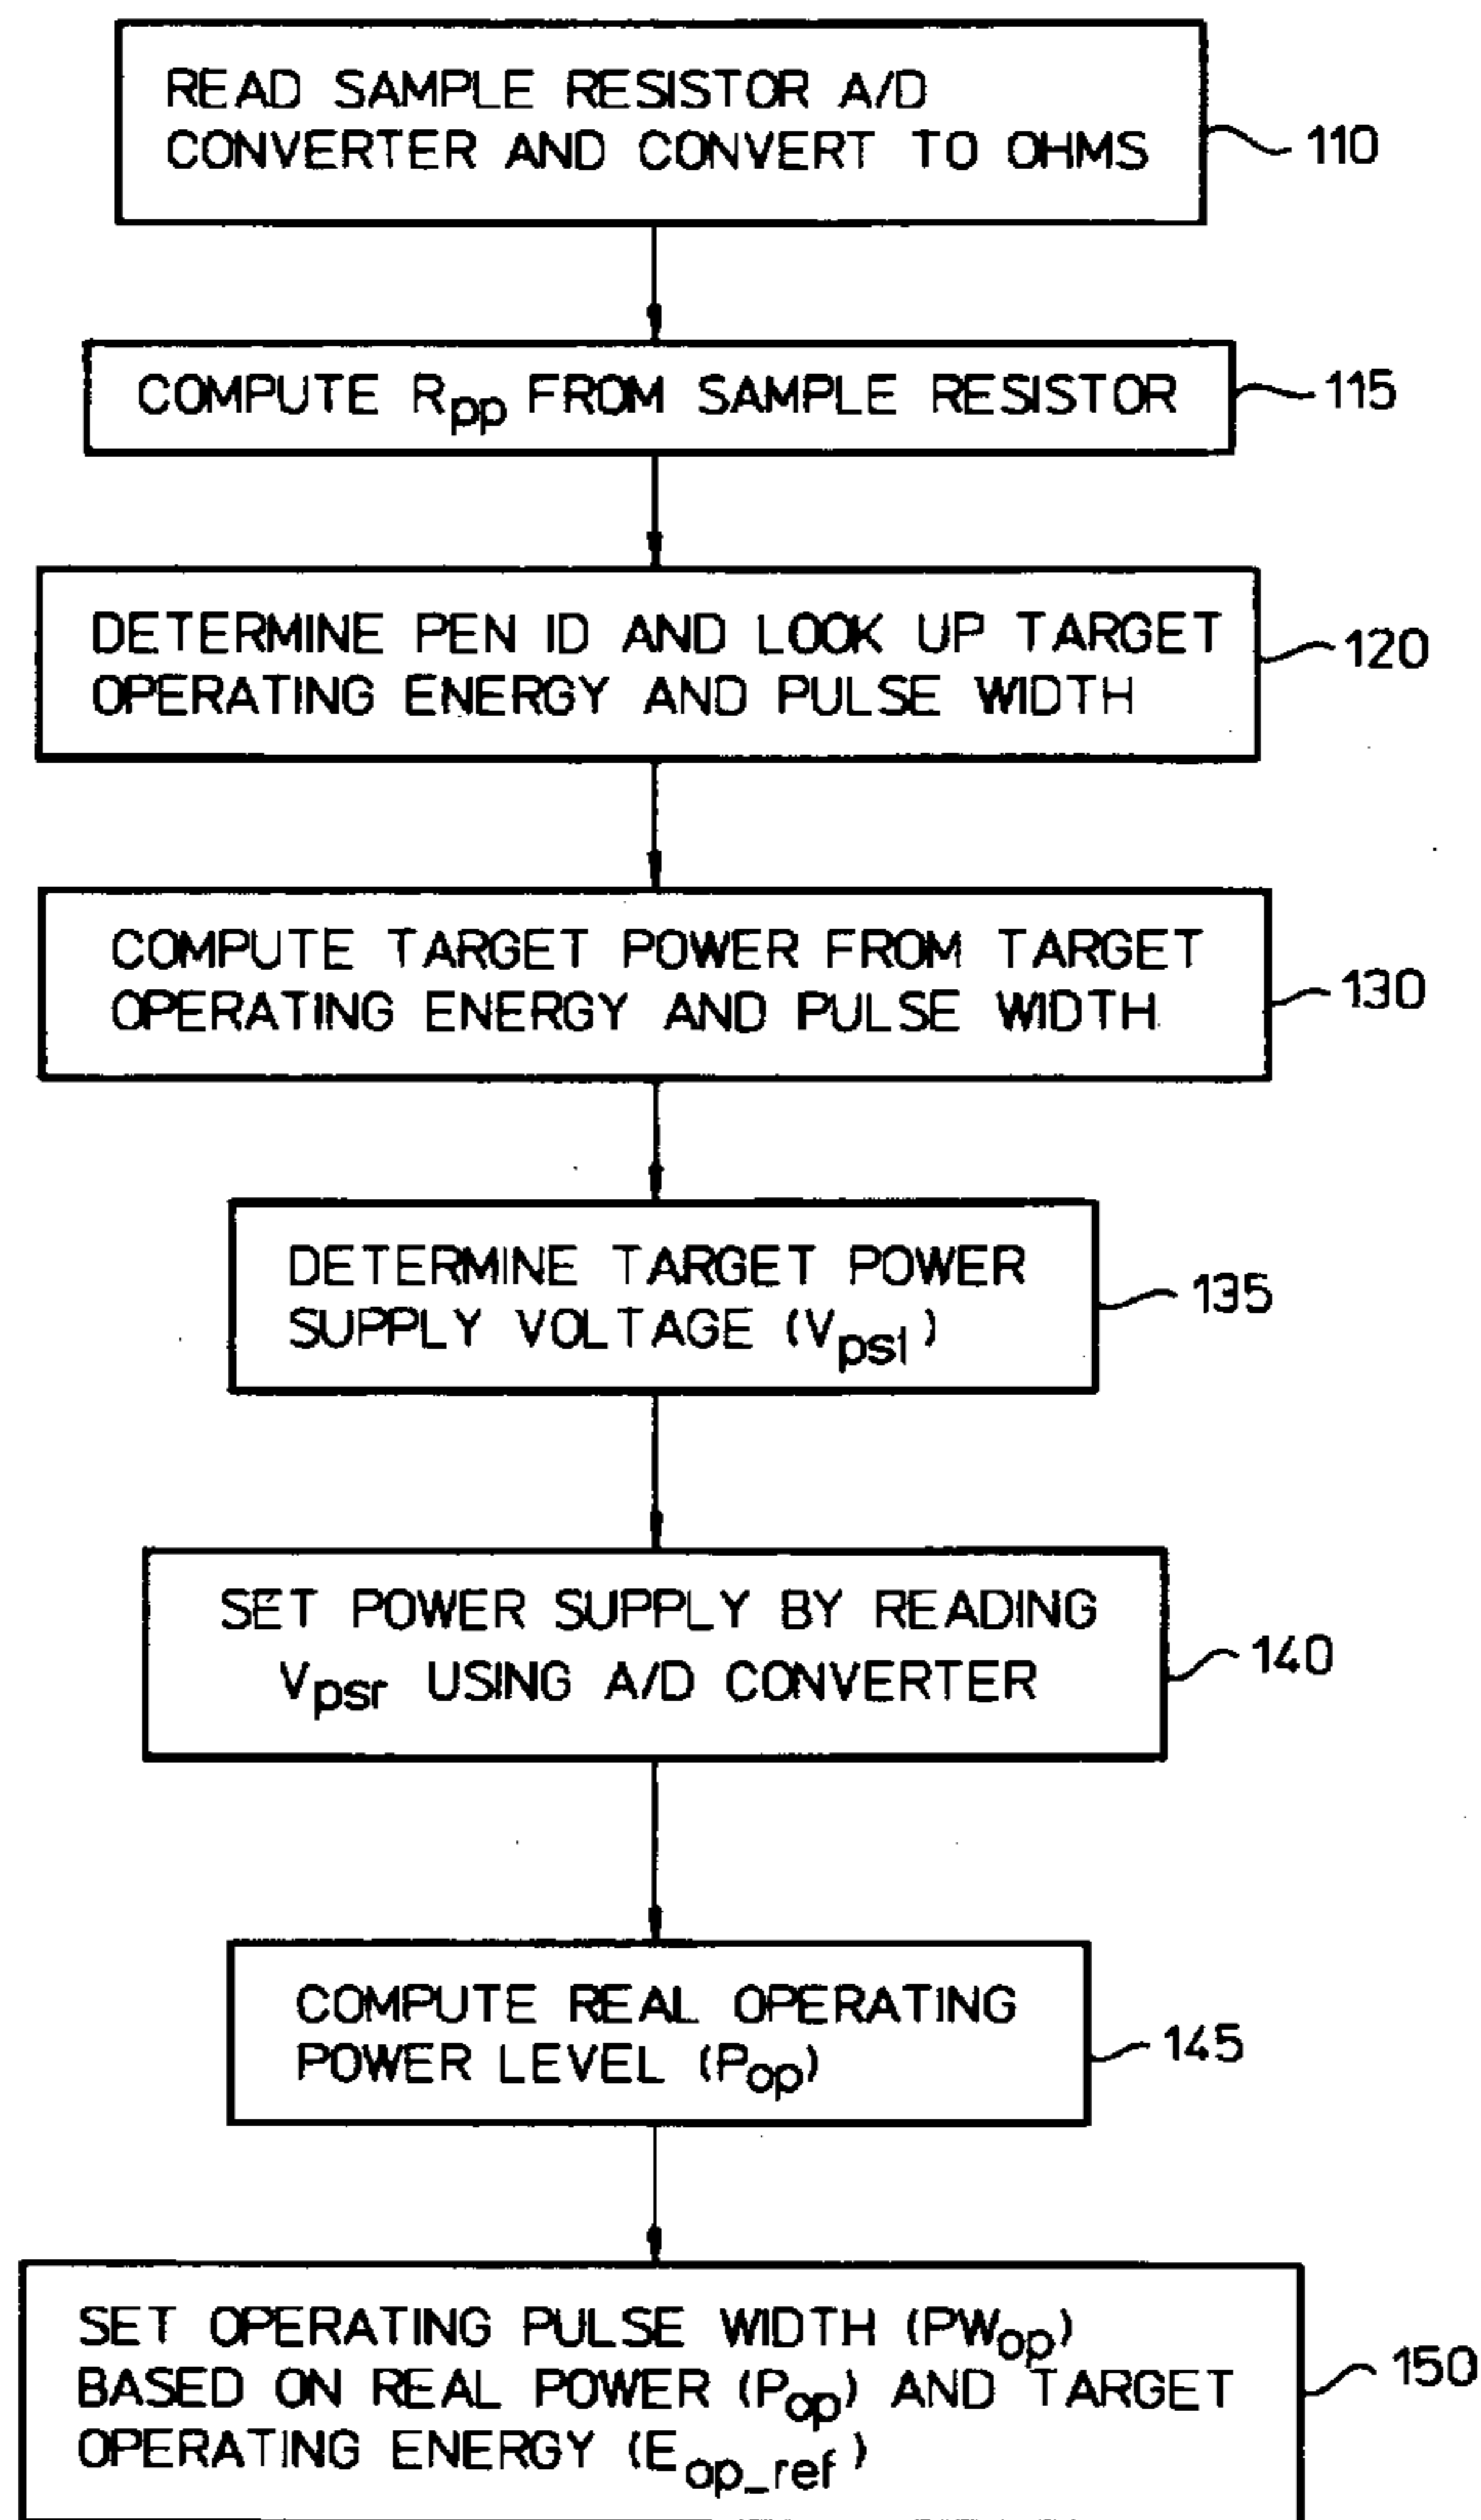 READ SAMPLE RESISTOR A/D
CONVERTER AND CONVERT TO OHMS
110
COMPUTE Rpp FROM SAMPLE RESISTOR
115
DETERMINE PEN ID AND LOOK UP TARGET
OPERATING ENERGY AND PULSE WIDTH
120
COMPUTE TARGET POWER FROM TARGET
OPERATING ENERGY AND PULSE WIDTH.
130
DETERMINE TARGET POWER
SUPPLY VOLTAGE (Vps1)
135
SET POWER SUPPLY BY READING
Vpsr USING A/D CONVERTER
140
COMPUTE REAL OPERATING
POWER LEVEL (Pop)
145
SET OPERATING PULSE WIDTH (PWop)
BASED ON REAL POWER (Pop) AND TARGET
OPERATING ENERGY (Eop_ref)
150